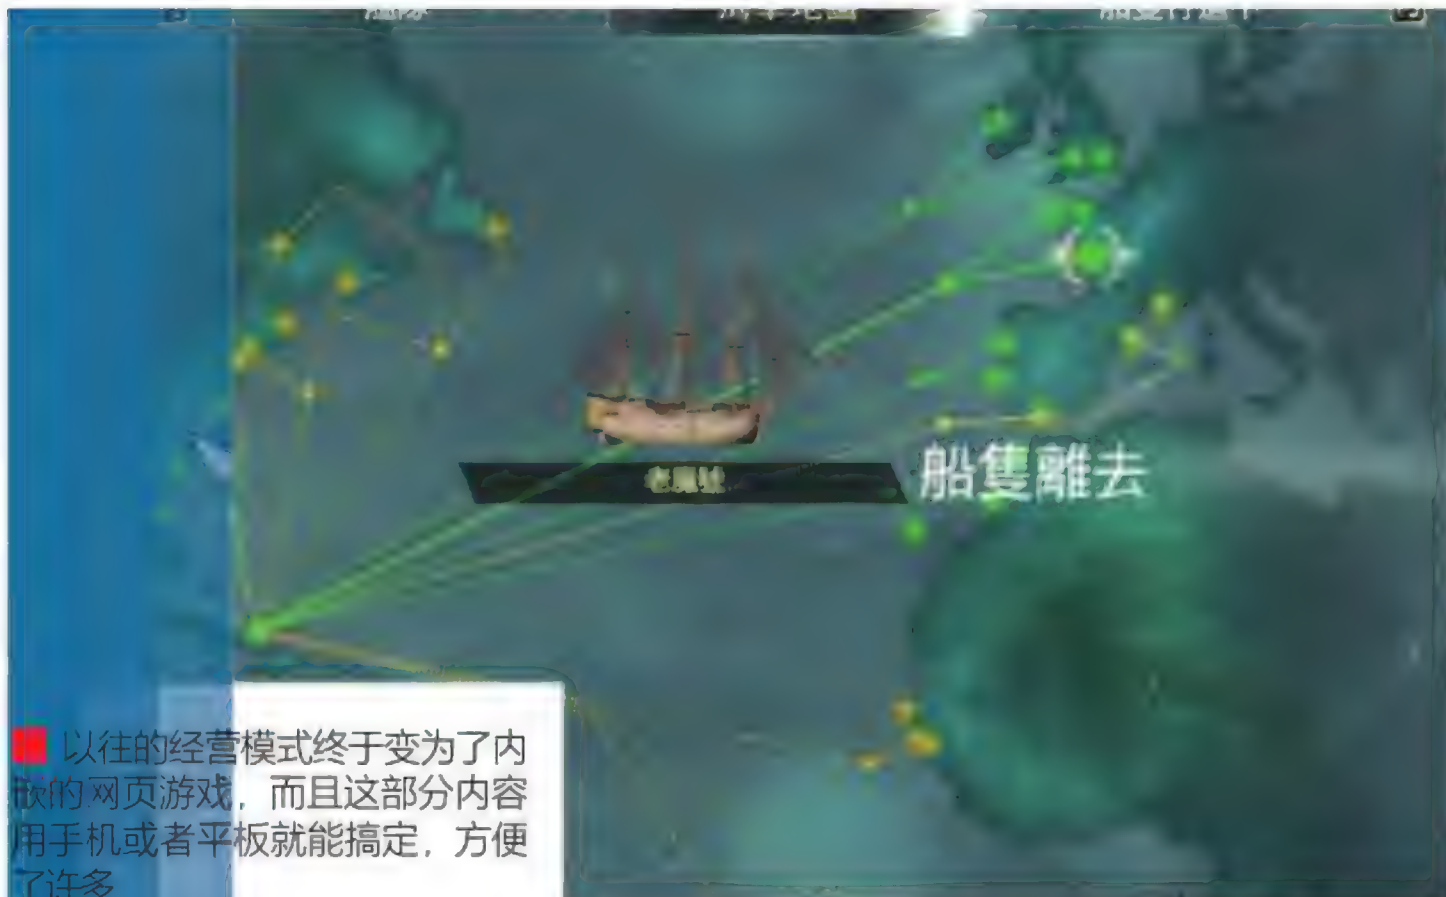 船隻離去
以往的经营模式终于变为了内
嵌的网页游戏，而且这部分内容
用手机或者平板就能搞定，方便
了许多